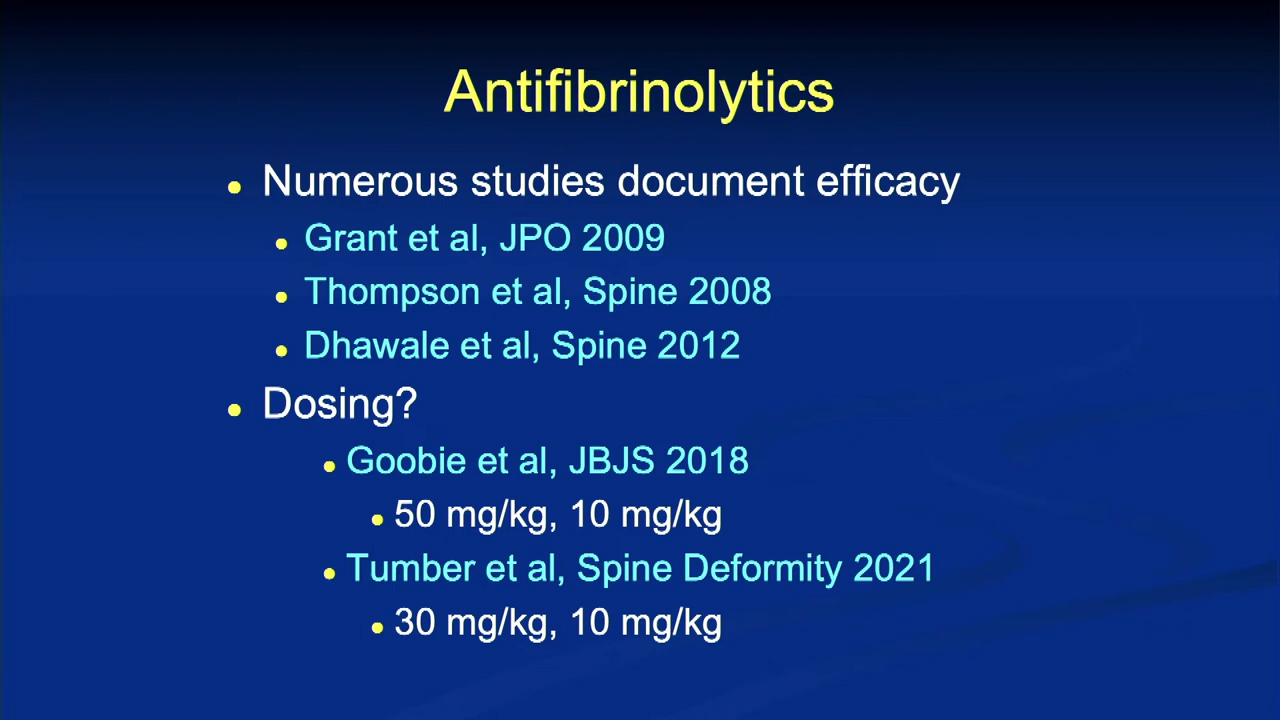 Antifibrinolytics
Numerous studies document efficacy
Grant et al, JPO 2009
Thompson et al, Spine 2008
Dhawale et al, Spine 2012
Dosing?
Goobie et al, JBJS 2018
50 mg/kg, 10 mg/kg
Tumber et al, Spine Deformity 2021
30 mg/kg, 10 mg/kg